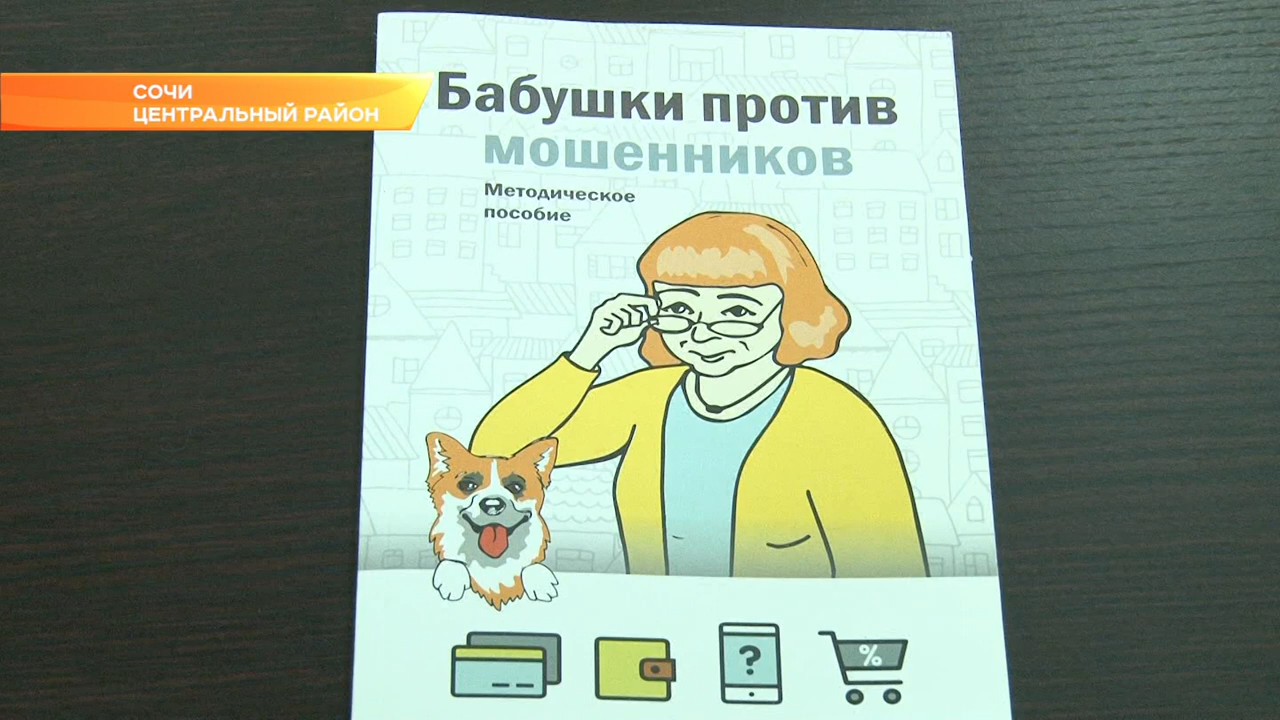 СОЧИ
ЦЕНТРАЛЬНЫЙ РАЙОН
Бабушки против
мошенников
Методическое
пособие
?
%